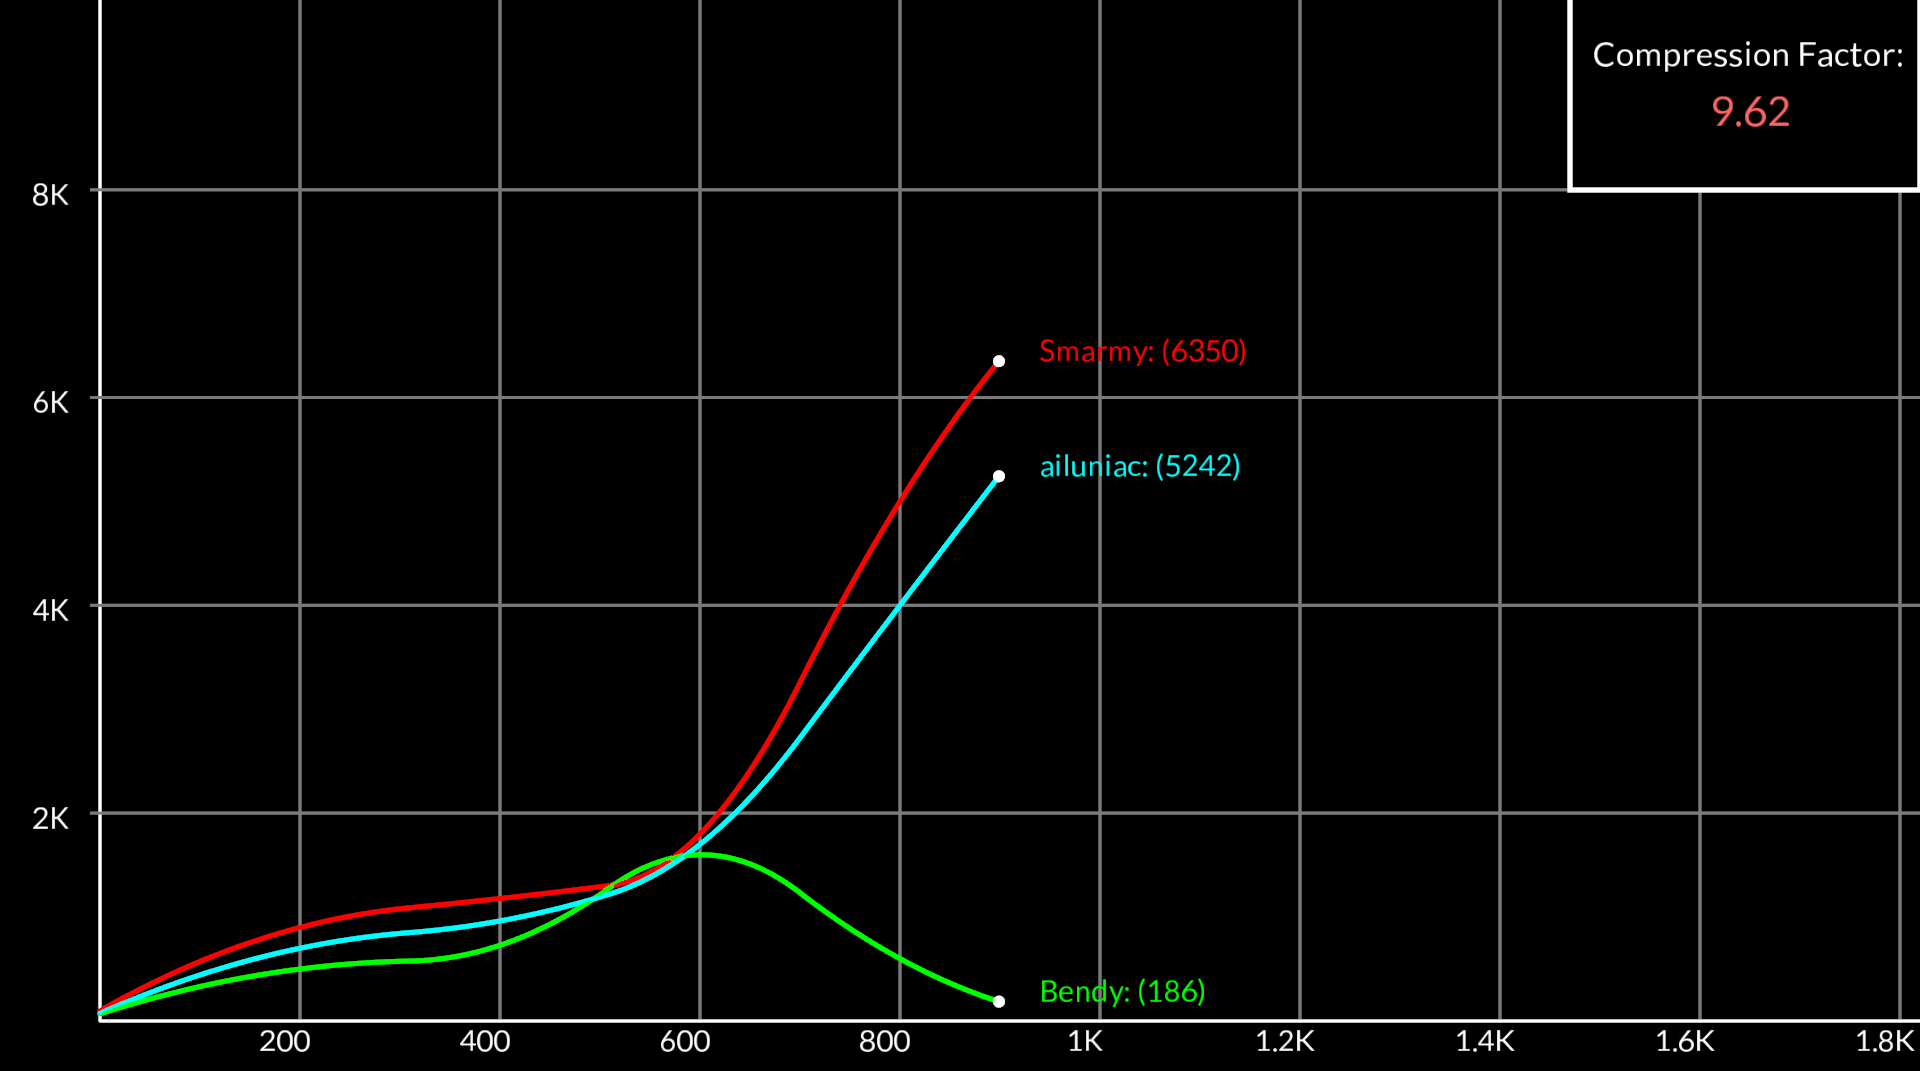 Compression Factor:
9.62
8K
6K
4K
2K
Smarmy: (6350)
ailuniac: (5242)
Bendy: (186)
200 400 600 800 1K 1.2K 1.4K 1.6K 1.8K